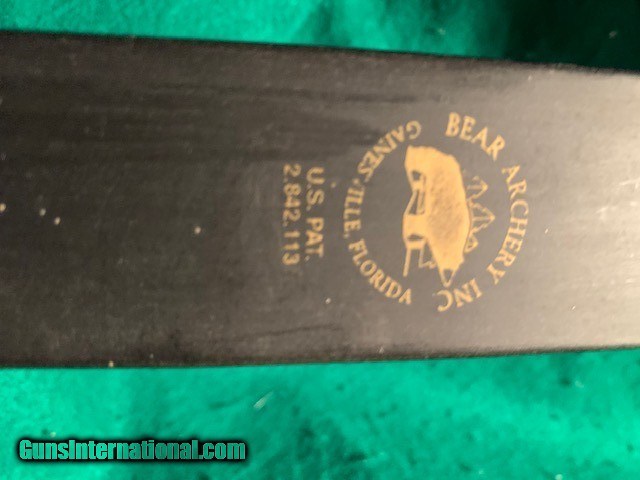 BEAR ARCHERY INC
GAINESVILLE, FLORIDA
U.S. PAT.
2.842.113
GunsInternational.com